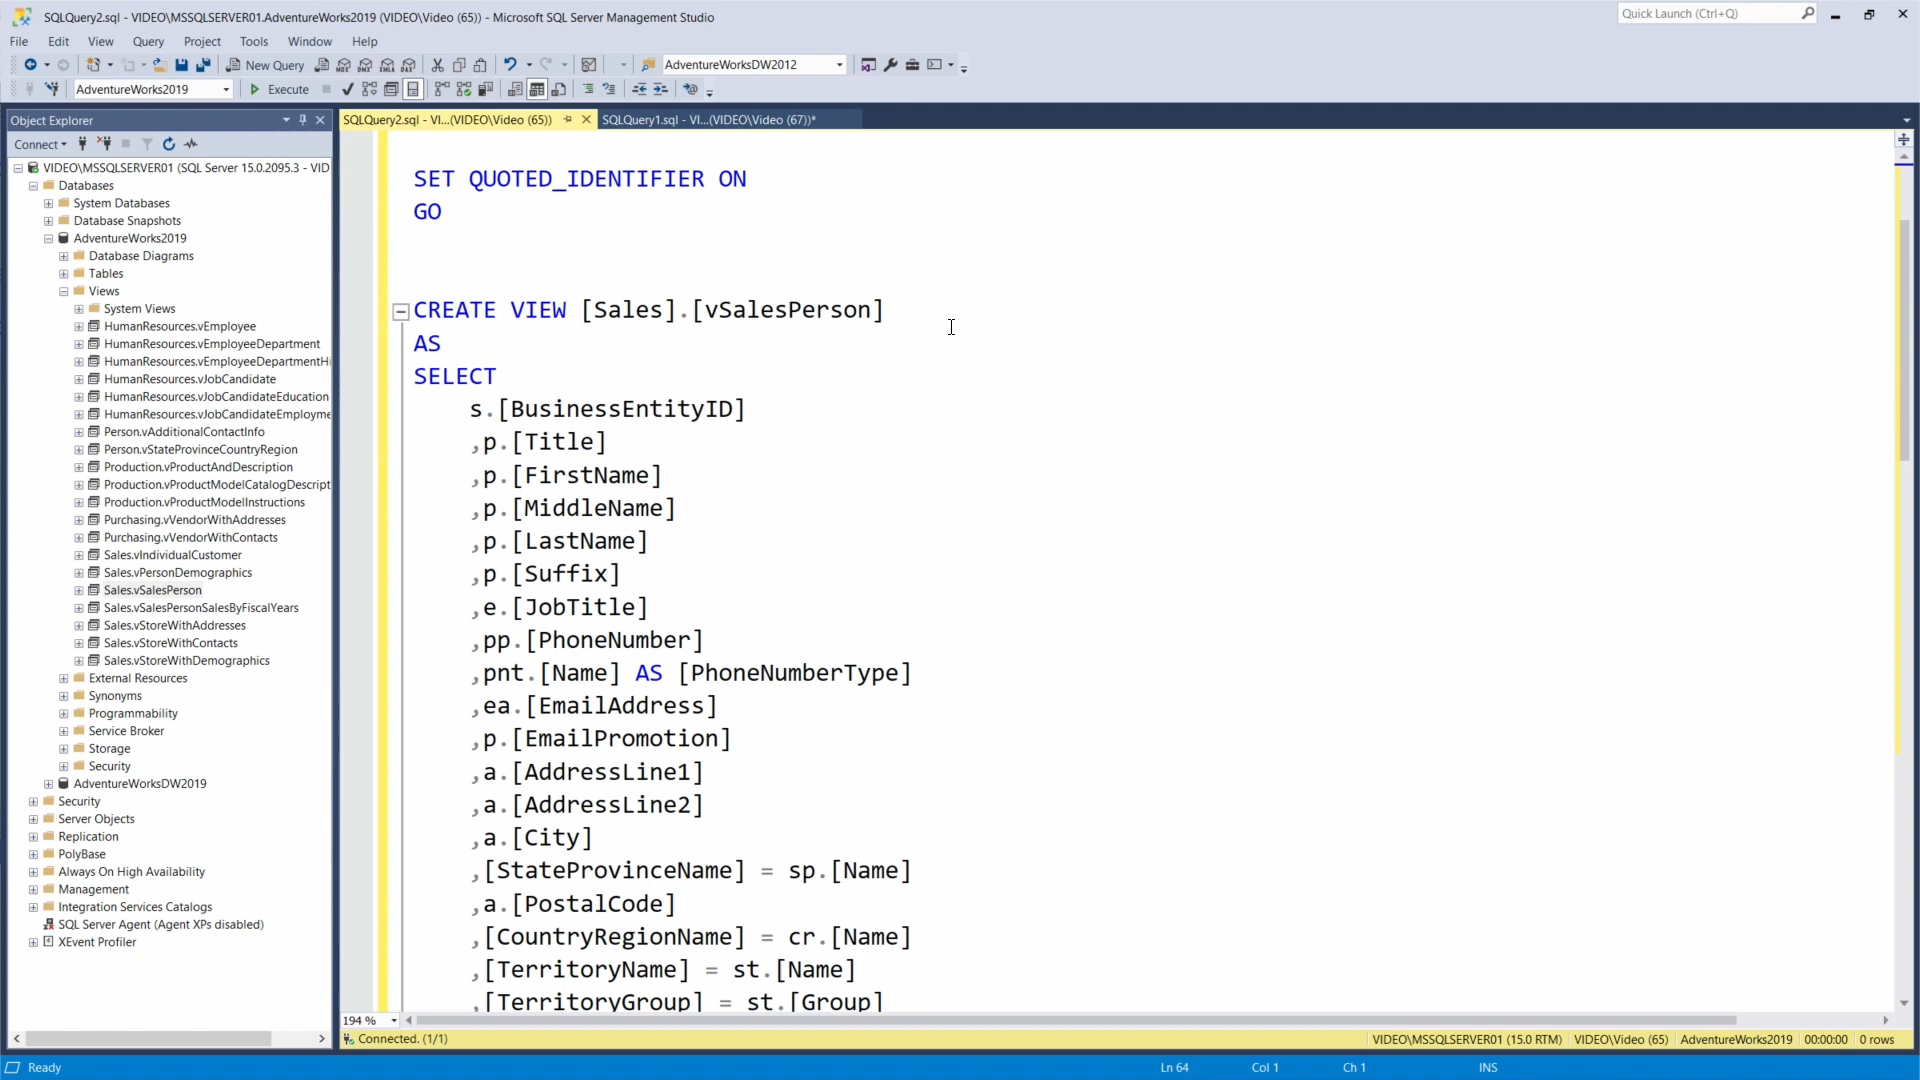 SQLQuery2.sql - VIDEO\MSSQLSERVER01.AdventureWorks2019 (VIDEO\Video (65)) - Microsoft SQL Server Management Studio
Quick Launch (Ctrl+Q)
File Edit View Query Project Tools Window Help
New Query
MDX DMX XMLA DAX
AdventureWorksDW2012
AdventureWorks2019
Execute
Object Explorer
Connect
VIDEO\MSSQLSERVER01 (SQL Server 15.0.2095.3 - VID
Databases
System Databases
Database Snapshots
AdventureWorks2019
Database Diagrams
Tables
Views
System Views
HumanResources.vEmployee
HumanResources.vEmployeeDepartment
HumanResources.vEmployeeDepartmentHi
HumanResources.vJobCandidate
HumanResources.vJobCandidateEducation
HumanResources.vJobCandidateEmployme
Person.vAdditionalContactInfo
Person.vStateProvinceCountryRegion
Production.vProductAndDescription
Production.vProductModelCatalogDescript
Production.vProductModelInstructions
Purchasing.vVendorWithAddresses
Purchasing.vVendorWithContacts
Sales.vIndividualCustomer
Sales.vPersonDemographics
Sales.vSalesPerson
Sales.vSalesPersonSalesByFiscalYears
Sales.vStoreWithAddresses
Sales.vStoreWithContacts
Sales.vStoreWithDemographics
External Resources
Synonyms
Programmability
Service Broker
Storage
Security
AdventureWorksDW2019
Security
Server Objects
Replication
PolyBase
Always On High Availability
Management
Integration Services Catalogs
SQL Server Agent (Agent XPs disabled)
XEvent Profiler
SQLQuery2.sql - VI...(VIDEO\Video (65))
SQLQuery1.sql - VI...(VIDEO\Video (67))*
SET QUOTED_IDENTIFIER ON
GO
CREATE VIEW [Sales].[vSalesPerson]
AS
SELECT
s.[BusinessEntityID]
,p.[Title]
,p.[FirstName]
,p.[MiddleName]
,p.[LastName]
,p.[Suffix]
,e.[JobTitle]
,pp.[PhoneNumber]
,pnt.[Name] AS [PhoneNumberType]
,ea.[EmailAddress]
,p.[EmailPromotion]
,a.[AddressLine1]
,a.[AddressLine2]
,a.[City]
,[StateProvinceName] = sp.[Name]
,a.[PostalCode]
,[CountryRegionName] = cr.[Name]
,[TerritoryName] = st.[Name]
,[TerritoryGroup] = st.[Group]
194 %
Connected. (1/1)
VIDEO\MSSQLSERVER01 (15.0 RTM) VIDEO\Video (65) AdventureWorks2019 00:00:00 0 rows
Ready
Ln 64 Col 1 Ch 1 INS